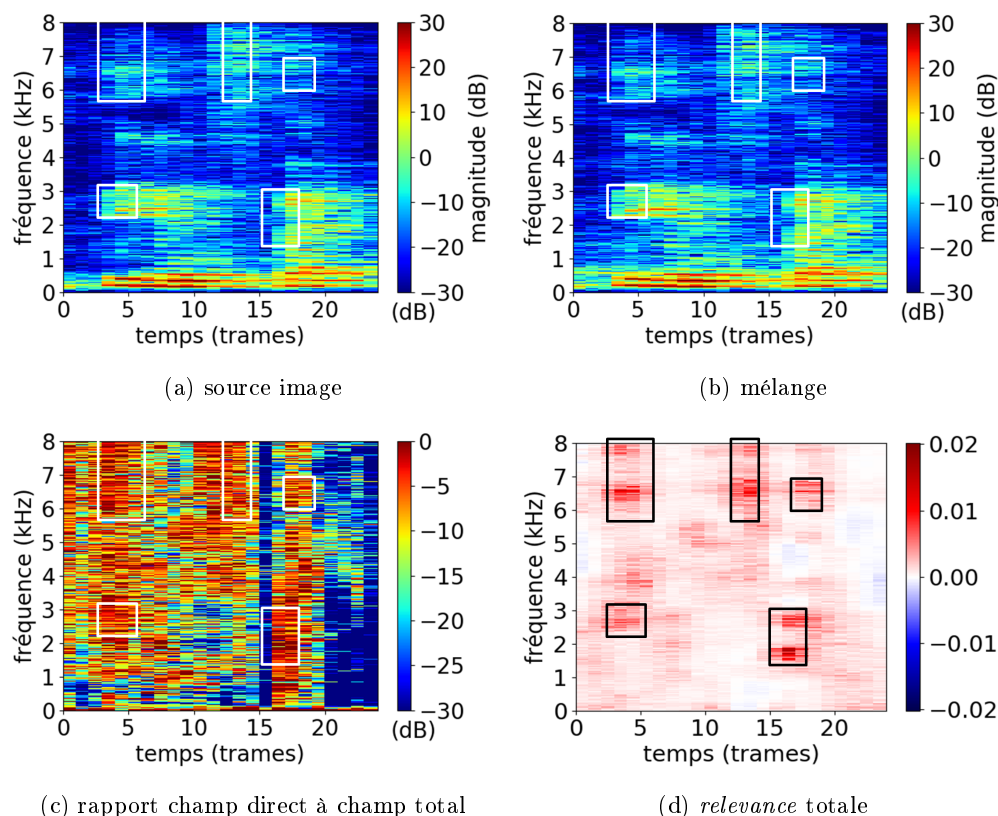 8
7
6
5
4
3
2
1
0
fréquence (kHz)
0 5 10 15 20
temps (trames)
30
20
10
0
−10
−20
−30
(dB)
magnitude (dB)
(a) source image
8
7
6
5
4
3
2
1
0
fréquence (kHz)
0 5 10 15 20
temps (trames)
30
20
10
0
−10
−20
−30
(dB)
magnitude (dB)
(b) mélange
8
7
6
5
4
3
2
1
0
fréquence (kHz)
0 5 10 15 20
temps (trames)
0
−5
−10
−15
−20
−25
−30
(dB)
(c) rapport champ direct à champ total
8
7
6
5
4
3
2
1
0
fréquence (kHz)
0 5 10 15 20
temps (trames)
0.02
0.01
0.00
−0.01
−0.02
(d) relevance totale